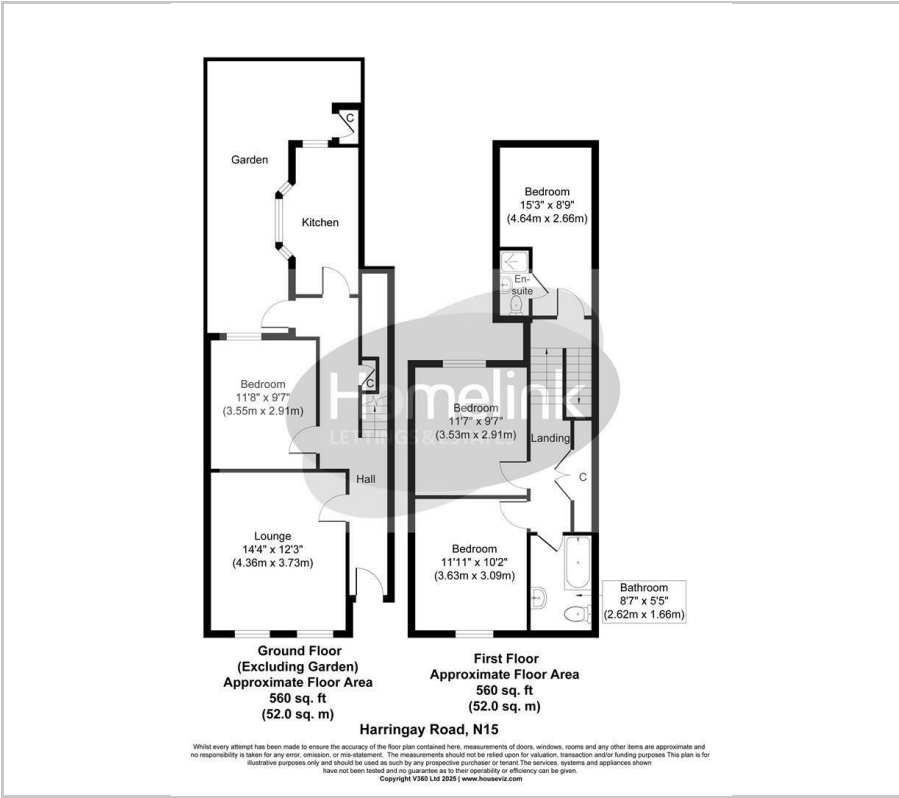 C
Garden
Kitchen
Bedroom
11'8" x 9'7"
(3.55m x 2.91m)
C
Hall
Lounge
14'4" x 12'3"
(4.36m x 3.73m)
Ground Floor
(Excluding Garden)
Approximate Floor Area
560 sq. ft
(52.0 sq. m)
Bedroom
15'3" x 8'9"
(4.64m x 2.66m)
En-
suite
Bedroom
11'7" x 9'7"
(3.53m x 2.91m)
Landing
C
Bedroom
11'11" x 10'2"
(3.63m x 3.09m)
Bathroom
8'7" x 5'5"
(2.62m x 1.66m)
First Floor
Approximate Floor Area
560 sq. ft
(52.0 sq. m)
Homelink
LETTINGS & ESTATES
Harringay Road, N15
Whilst every attempt has been made to ensure the accuracy of the floor plan contained here, measurements of doors, windows, rooms and any other items are approximate and
no responsibility is taken for any error, omission, or mis-statement. The measurements should not be relied upon for valuation, transaction and/or funding purposes This plan is for
illustrative purposes only and should be used as such by any prospective purchaser or tenant.The services, systems and appliances shown
have not been tested and no guarantee as to their operability or efficiency can be given.
Copyright V360 Ltd 2025 | www.houseviz.com